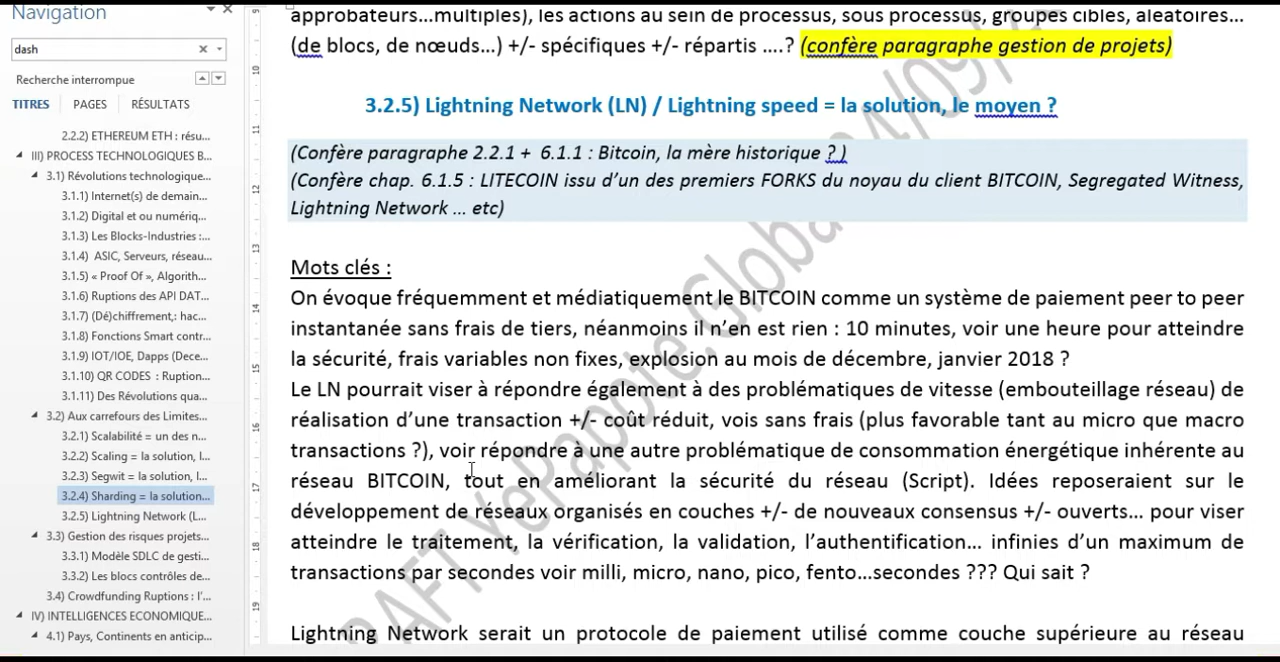 Navigation
dash
Recherche interrompue
TITRES PAGES RÉSULTATS
2.2.2) ETHEREUM ETH : résu...
III) PROCESS TECHNOLOGIQUES B...
3.1) Révolutions technologique...
3.1.1) Internet(s) de demain...
3.1.2) Digital et ou numériq...
3.1.3) Les Blocks-Industries :...
3.1.4) ASIC, Serveurs, réseau...
3.1.5) « Proof Of », Algorith...
3.1.6) Ruptions des API DAT...
3.1.7) (Dé)chiffrement,: hac...
3.1.8) Fonctions Smart contr...
3.1.9) IOT/IOE, Dapps (Dece...
3.1.10) QR CODES : Ruption...
3.1.11) Des Révolutions qua...
3.2) Aux carrefours des Limites...
3.2.1) Scalabilité = un des n...
3.2.2) Scaling = la solution, l...
3.2.3) Segwit = la solution, l...
3.2.4) Sharding = la solution...
3.2.5) Lightning Network (L...
3.3) Gestion des risques projets...
3.3.1) Modèle SDLC de gesti...
3.3.2) Les blocs contrôles de...
3.4) Crowdfunding Ruptions : l'...
IV) INTELLIGENCES ECONOMIQUE...
4.1) Pays, Continents en anticip...
9
10
11
12
13
14
15
16
17
18
19
approbateurs...multiples), les actions au sein de processus, sous processus, groupes cibles, aléatoires...
(de blocs, de nœuds...) +/- spécifiques +/- répartis ....? (confère paragraphe gestion de projets)
3.2.5) Lightning Network (LN) / Lightning speed = la solution, le moyen ?
(Confère paragraphe 2.2.1 + 6.1.1 : Bitcoin, la mère historique ? )
(Confère chap. 6.1.5 : LITECOIN issu d'un des premiers FORKS du noyau du client BITCOIN, Segregated Witness,
Lightning Network ... etc)
Mots clés :
On évoque fréquemment et médiatiquement le BITCOIN comme un système de paiement peer to peer
instantanée sans frais de tiers, néanmoins il n'en est rien : 10 minutes, voir une heure pour atteindre
la sécurité, frais variables non fixes, explosion au mois de décembre, janvier 2018 ?
Le LN pourrait viser à répondre également à des problématiques de vitesse (embouteillage réseau) de
réalisation d'une transaction +/- coût réduit, vois sans frais (plus favorable tant au micro que macro
transactions ?), voir répondre à une autre problématique de consommation énergétique inhérente au
réseau BITCOIN, tout en améliorant la sécurité du réseau (Script). Idées reposeraient sur le
développement de réseaux organisés en couches +/- de nouveaux consensus +/- ouverts... pour viser
atteindre le traitement, la vérification, la validation, l'authentification... infinies d'un maximum de
transactions par secondes voir milli, micro, nano, pico, fento...secondes ??? Qui sait ?
Lightning Network serait un protocole de paiement utilisé comme couche supérieure au réseau